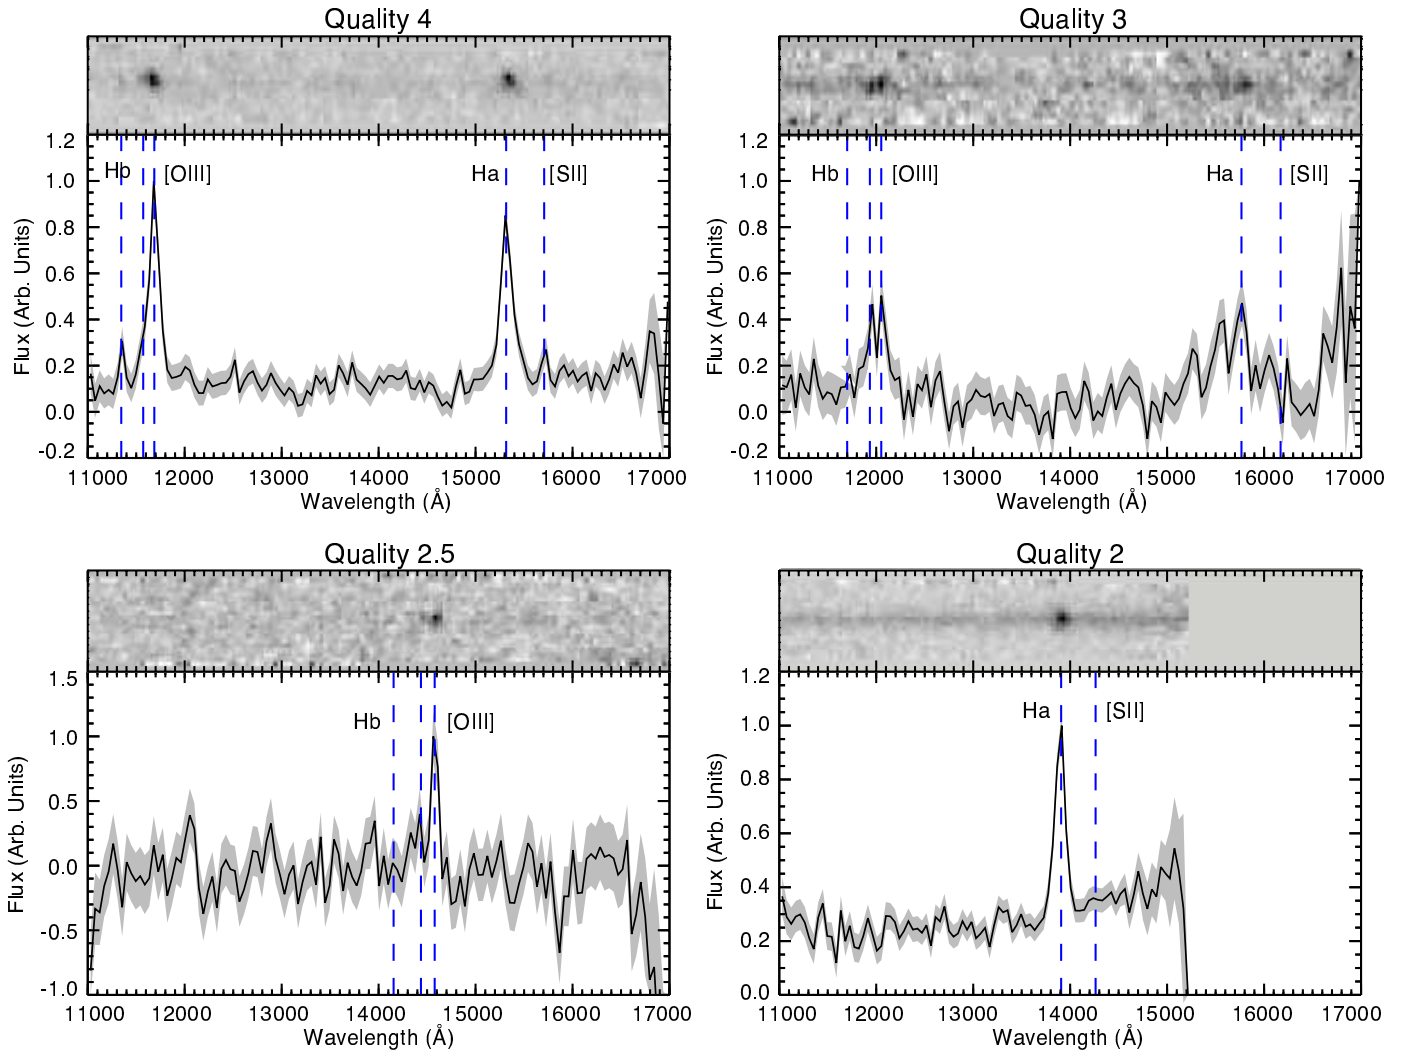 Quality 4
1.2
1.0
0.8
0.6
0.4
0.2
0.0
-0.2
Flux (Arb. Units)
Hb
[OIII]
Ha
[SII]
11000 12000 13000 14000 15000 16000 17000
Wavelength (Å)
Quality 3
1.2
1.0
0.8
0.6
0.4
0.2
0.0
-0.2
Flux (Arb. Units)
Hb
[OIII]
Ha
[SII]
11000 12000 13000 14000 15000 16000 17000
Wavelength (Å)
Quality 2.5
1.5
1.0
0.5
0.0
-0.5
-1.0
Flux (Arb. Units)
Hb
[OIII]
11000 12000 13000 14000 15000 16000 17000
Wavelength (Å)
Quality 2
1.2
1.0
0.8
0.6
0.4
0.2
0.0
Flux (Arb. Units)
Ha
[SII]
11000 12000 13000 14000 15000 16000 17000
Wavelength (Å)